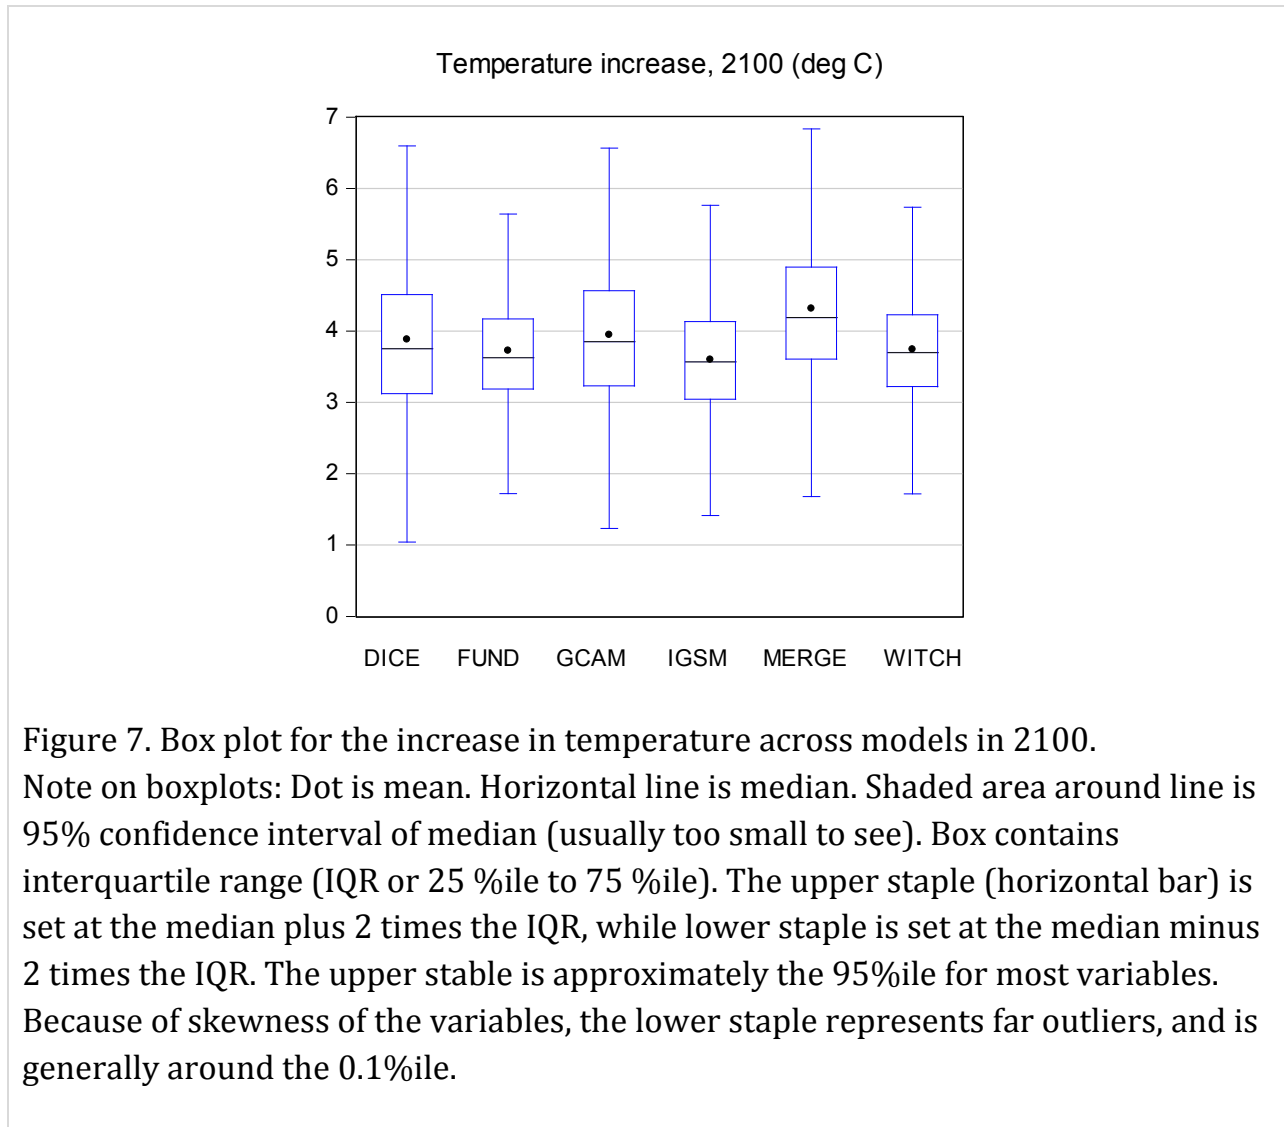 Temperature increase, 2100 (deg C)
7
6
5
4
3
2
1
0
DICE FUND GCAM IGSM MERGE WITCH
Figure 7. Box plot for the increase in temperature across models in 2100.
Note on boxplots: Dot is mean. Horizontal line is median. Shaded area around line is
95% confidence interval of median (usually too small to see). Box contains
interquartile range (IQR or 25 %ile to 75 %ile). The upper staple (horizontal bar) is
set at the median plus 2 times the IQR, while lower staple is set at the median minus
2 times the IQR. The upper stable is approximately the 95%ile for most variables.
Because of skewness of the variables, the lower staple represents far outliers, and is
generally around the 0.1%ile.